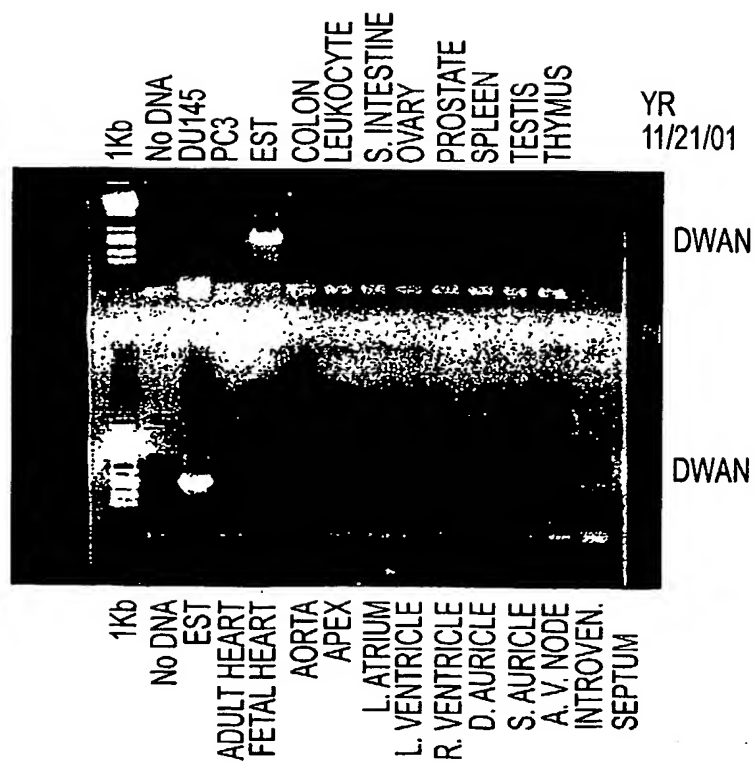 1Kb
No DNA
DU145
PC3
EST
COLON
LEUKOCYTE
S. INTESTINE
OVARY
PROSTATE
SPLEEN
TESTIS
THYMUS
YR
11/21/01
DWAN
DWAN
1Kb
No DNA
EST
ADULT HEART
FETAL HEART
AORTA
APEX
L. ATRIUM
L. VENTRICLE
R. VENTRICLE
D. AURICLE
S. AURICLE
A. V. NODE
INTROVEN.
SEPTUM